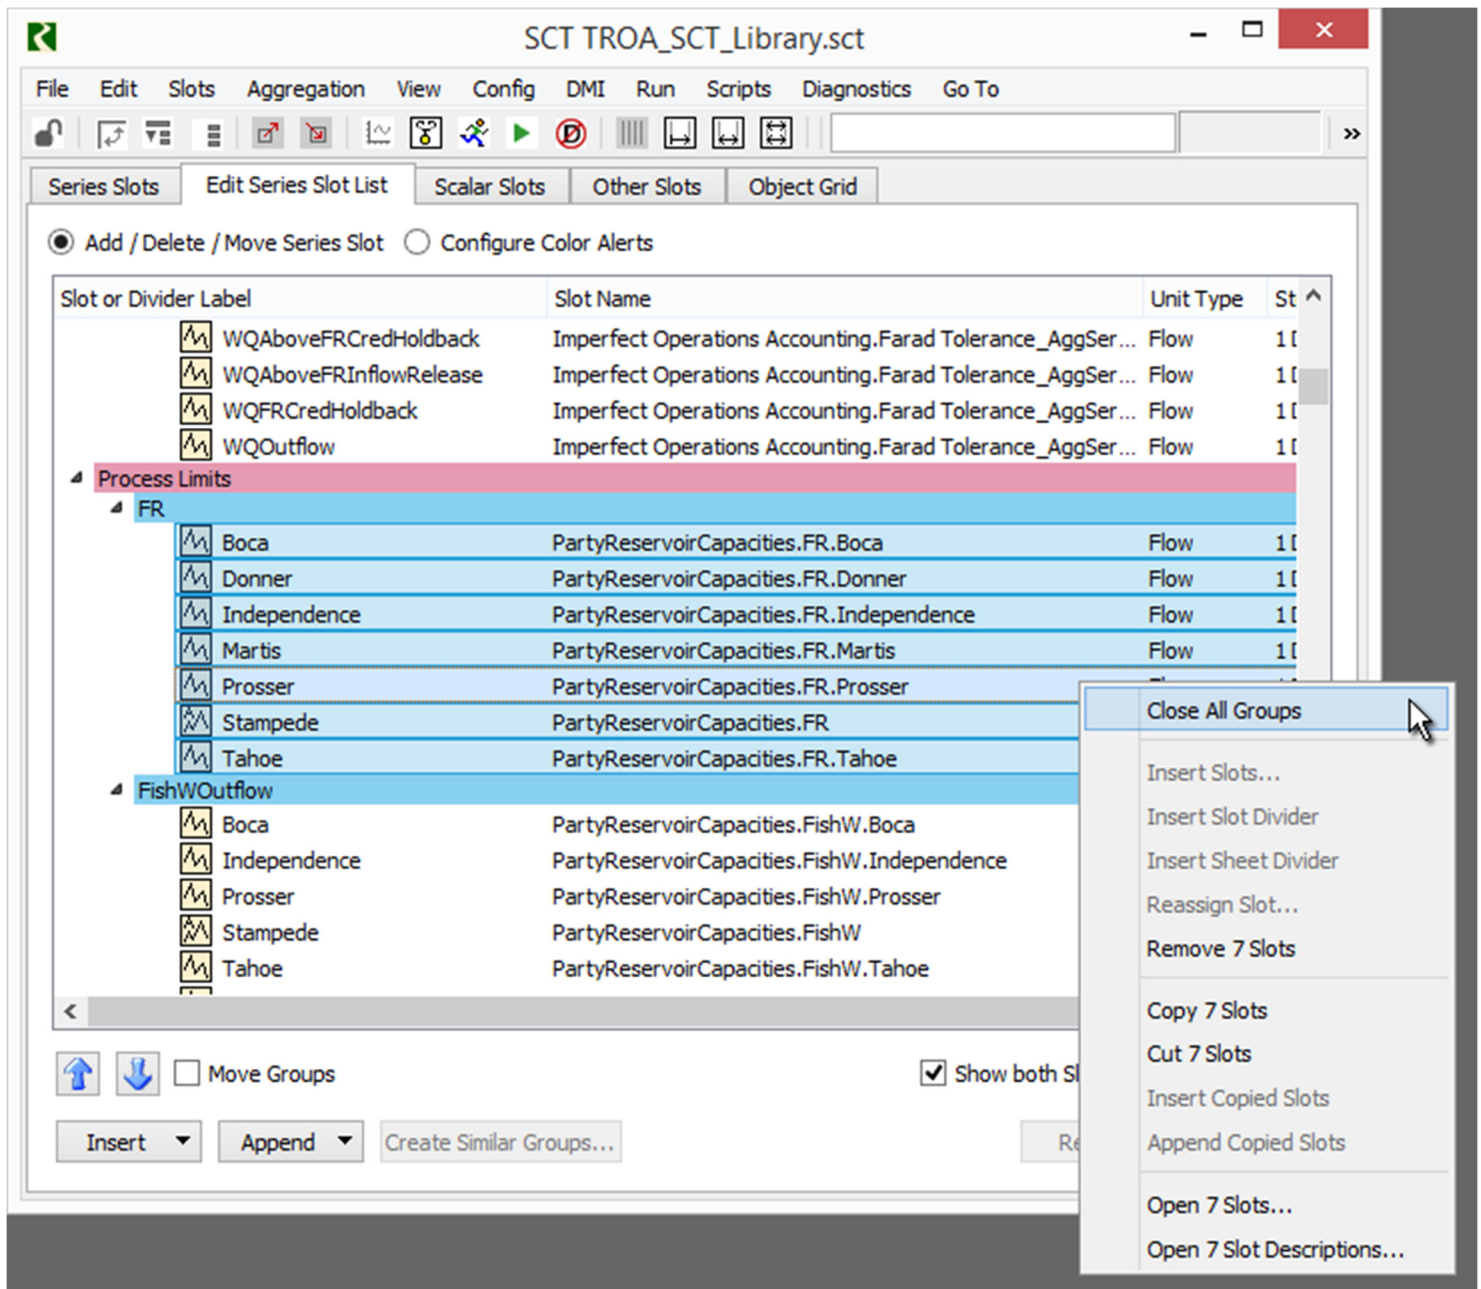 SCT TROA_SCT_Library.sct
File Edit Slots Aggregation View Config DMI Run Scripts Diagnostics Go To
D »
Series Slots Edit Series Slot List Scalar Slots Other Slots Object Grid
Add / Delete / Move Series Slot Configure Color Alerts
Slot or Divider Label Slot Name Unit Type St
WQAboveFRCredHoldback Imperfect Operations Accounting.Farad Tolerance_AggSer... Flow 1
WQAboveFRInflowRelease Imperfect Operations Accounting.Farad Tolerance_AggSer... Flow 1
WQFRCredHoldback Imperfect Operations Accounting.Farad Tolerance_AggSer... Flow 1
WQOutflow Imperfect Operations Accounting.Farad Tolerance_AggSer... Flow 1
Process Limits
FR
Boca PartyReservoirCapacities.FR.Boca Flow 1
Donner PartyReservoirCapacities.FR.Donner Flow 1
Independence PartyReservoirCapacities.FR.Independence Flow 1
Martis PartyReservoirCapacities.FR.Martis Flow 1
Prosser PartyReservoirCapacities.FR.Prosser
Stampede PartyReservoirCapacities.FR
Tahoe PartyReservoirCapacities.FR.Tahoe
FishWOutflow
Boca PartyReservoirCapacities.FishW.Boca
Independence PartyReservoirCapacities.FishW.Independence
Prosser PartyReservoirCapacities.FishW.Prosser
Stampede PartyReservoirCapacities.FishW
Tahoe PartyReservoirCapacities.FishW.Tahoe
Move Groups Show both Sl
Insert Append Create Similar Groups... Re
Close All Groups
Insert Slots...
Insert Slot Divider
Insert Sheet Divider
Reassign Slot...
Remove 7 Slots
Copy 7 Slots
Cut 7 Slots
Insert Copied Slots
Append Copied Slots
Open 7 Slots...
Open 7 Slot Descriptions...